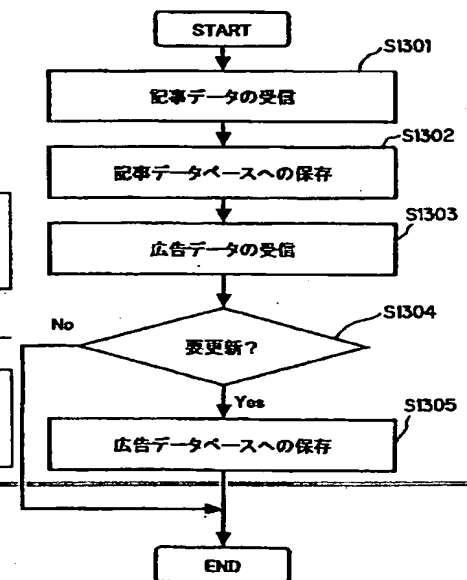 START
S1301
記事データの受信
S1302
記事データベースへの保存
S1303
広告データの受信
S1304
No
要更新？
Yes
S1305
広告データベースへの保存
END